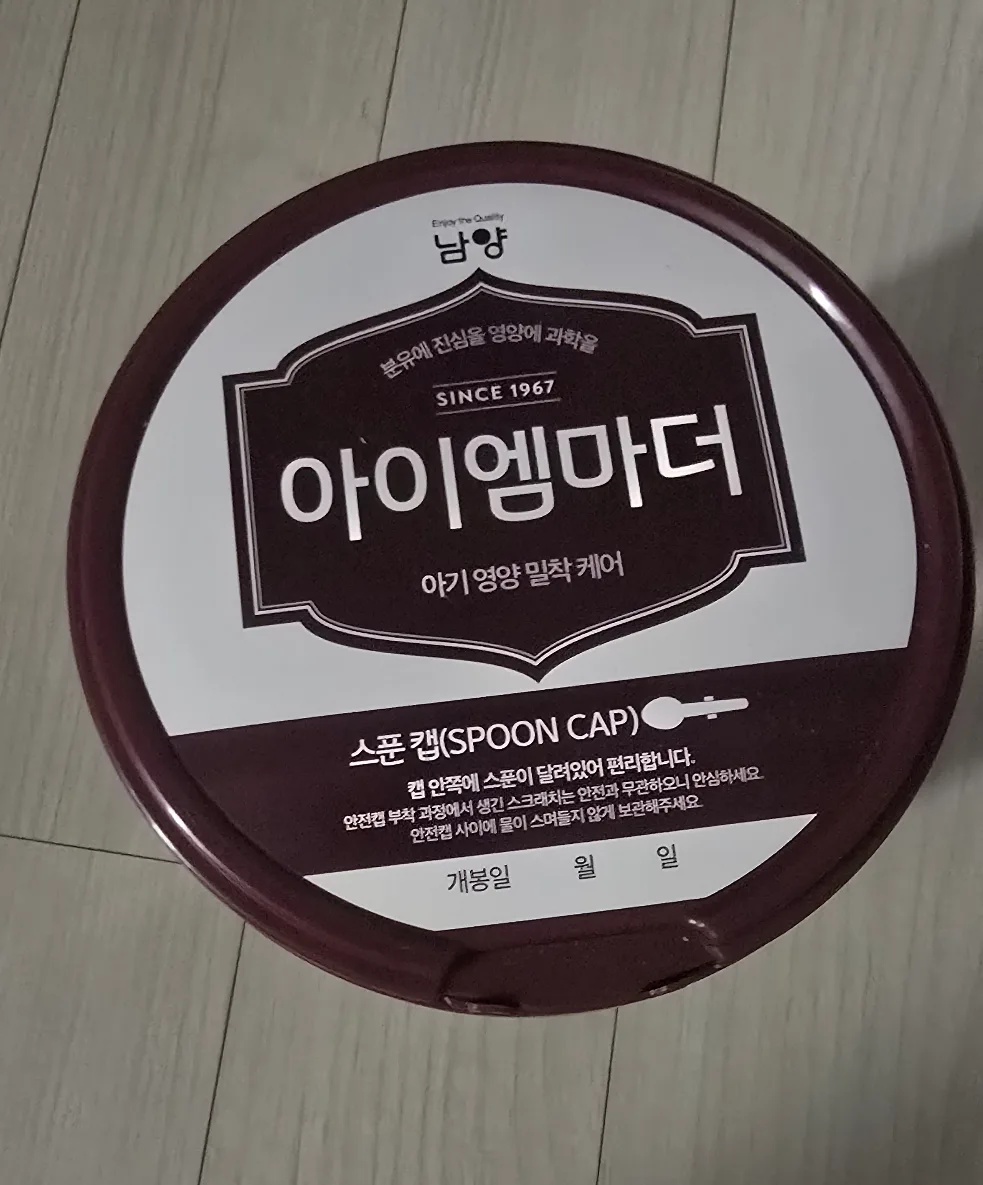 Enjoy the Quality
남양
분유에 진심을 영양에 과학을
SINCE 1967
아이엠마더
아기 영양 밀착 케어
스푼 캡(SPOON CAP)
캡 안쪽에 스푼이 달려있어 편리합니다.
안전캡 부착 과정에서 생긴 스크래치는 안전과 무관하오니 안심하세요.
안전캡 사이에 물이 스며들지 않게 보관해주세요.
개봉일 월 일